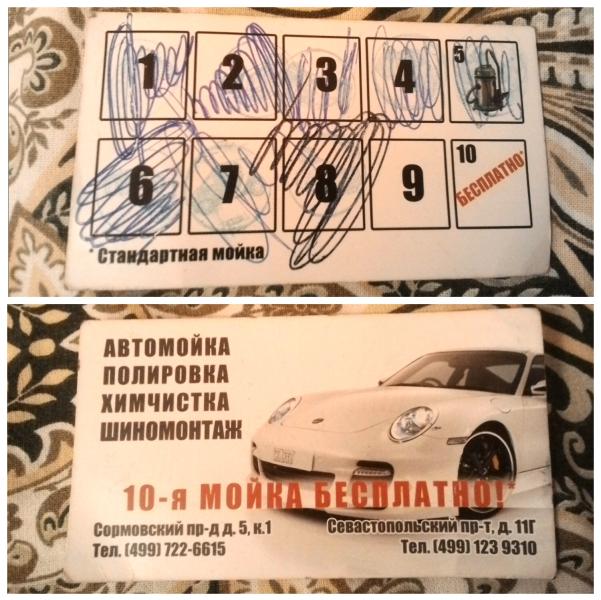 1 2 3 4 5
6 7 8 9 10
БЕСПЛАТНО*
* Стандартная мойка
АВТОМОЙКА
ПОЛИРОВКА
ХИМЧИСТКА
ШИНОМОНТАЖ
10-я МОЙКА БЕСПЛАТНО!*
Сормовский пр-д д. 5, к.1
Тел. (499) 722-6615
Севастопольский пр-т, д. 11Г
Тел. (499) 123 9310